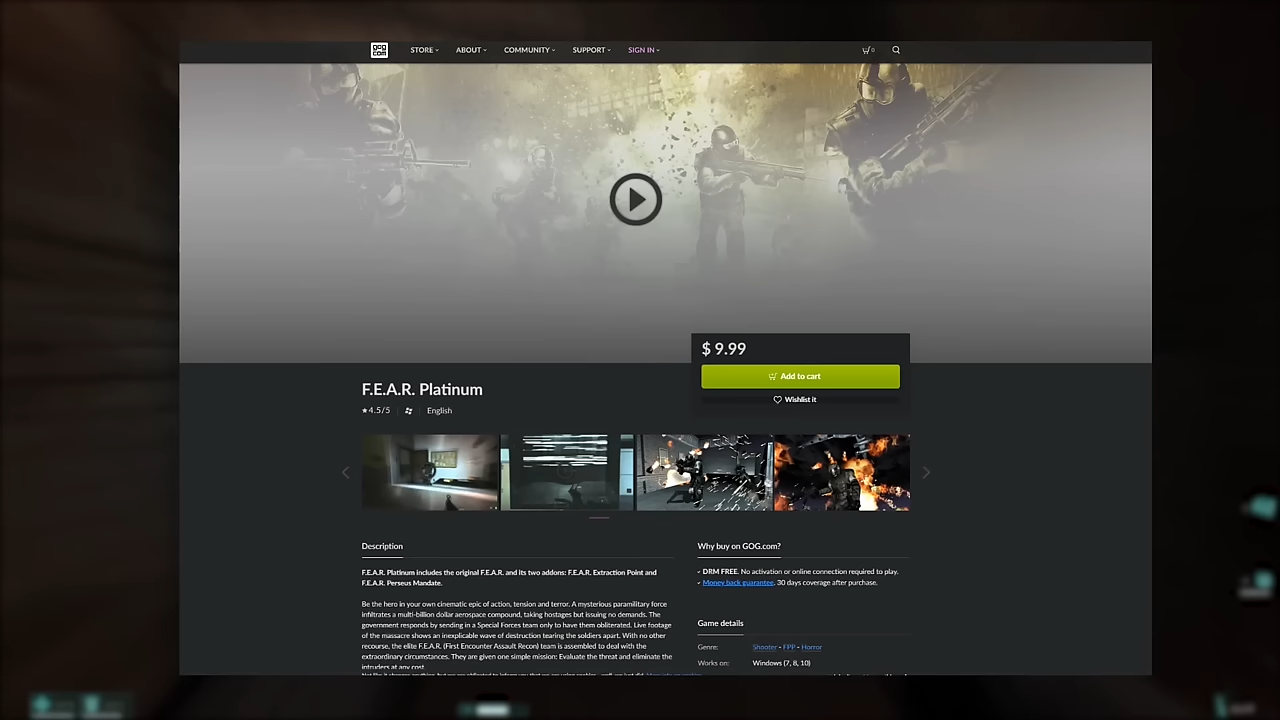 GOG COM
STORE
ABOUT
COMMUNITY
SUPPORT
SIGN IN
0
$ 9.99
Add to cart
Wishlist it
F.E.A.R. Platinum
4.5/5
English
Description
F.E.A.R. Platinum includes the original F.E.A.R. and its two addons: F.E.A.R. Extraction Point and
F.E.A.R. Perseus Mandate.
Be the hero in your own cinematic epic of action, tension and terror. A mysterious paramilitary force
infiltrates a multi-billion dollar aerospace compound, taking hostages but issuing no demands. The
government responds by sending in a Special Forces team only to have them obliterated. Live footage
of the massacre shows an inexplicable wave of destruction tearing the soldiers apart. With no other
recourse, the elite F.E.A.R. (First Encounter Assault Recon) team is assembled to deal with the
extraordinary circumstances. They are given one simple mission: Evaluate the threat and eliminate the
intruders at any cost.
Why buy on GOG.com?
DRM FREE. No activation or online connection required to play.
Money back guarantee. 30 days coverage after purchase.
Game details
Genre: Shooter - FPP - Horror
Works on: Windows (7, 8, 10)